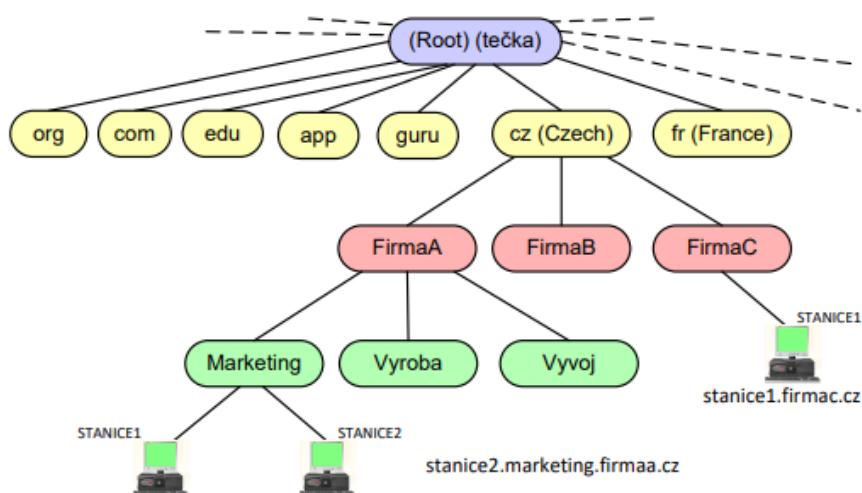 (Root) (tečka)
org
com
edu
app
guru
cz (Czech)
fr (France)
FirmaA
FirmaB
FirmaC
STANICE1
Marketing
Vyroba
Vyvoj
stanice1.firmac.cz
STANICE1
STANICE2
stanice2.marketing.firmaa.cz